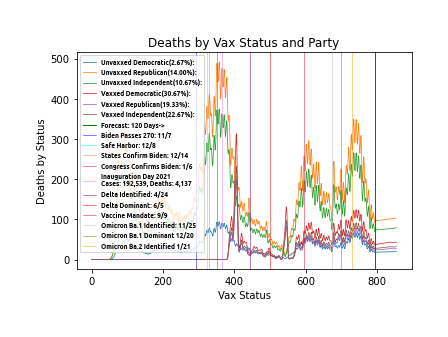 Deaths by Vax Status and Party
Deaths by Status
500
400
300
200
100
0
Unvaxxed Democratic(2.67%):
Unvaxxed Republican(14.00%):
Unvaxxed Independent(10.67%):
Vaxxed Democratic(30.67%):
Vaxxed Republican(19.33%):
Vaxxed Independent(22.67%):
Forecast: 120 Days->
Biden Passes 270: 11/7
Safe Harbor: 12/8
States Confirm Biden: 12/14
Congress Confirms Biden: 1/6
Inauguration Day 2021
Cases: 192,539, Deaths: 4,137
Delta Identified: 4/24
Delta Dominant: 6/5
Vaccine Mandate: 9/9
Omicron Ba.1 Identified: 11/25
Omicron Ba.1 Dominant 12/20
Omicron Ba.2 Identified 1/21
0 200 400 600 800
Vax Status